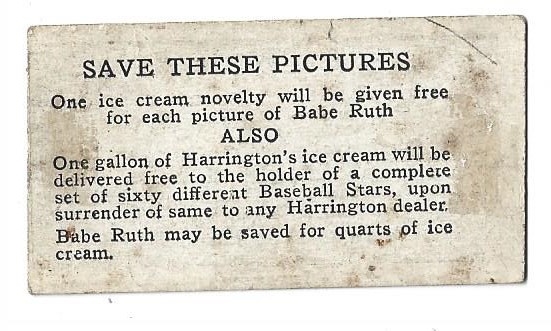 SAVE THESE PICTURES
One ice cream novelty will be given free
for each picture of Babe Ruth
ALSO
One gallon of Harrington's ice cream will be
delivered free to the holder of a complete
set of sixty different Baseball Stars, upon
surrender of same to any Harrington dealer.
Babe Ruth may be saved for quarts of ice
cream.